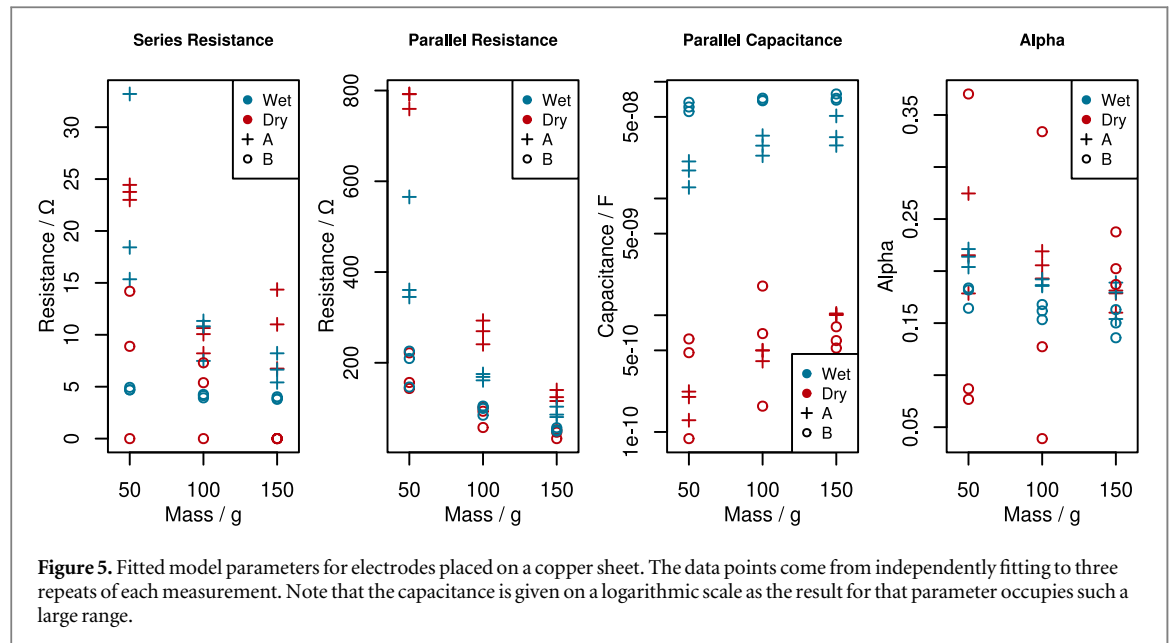 Series Resistance
Resistance / Ω
0
5
10
15
20
25
30
50
100
150
Mass / g
Wet
Dry
A
B
Parallel Resistance
Resistance / Ω
200
400
600
800
50
100
150
Mass / g
Wet
Dry
A
B
Parallel Capacitance
Capacitance / F
1e-10
5e-10
5e-09
5e-08
50
100
150
Mass / g
Wet
Dry
A
B
Alpha
Alpha
0.05
0.15
0.25
0.35
50
100
150
Mass / g
Wet
Dry
A
B
Figure 5. Fitted model parameters for electrodes placed on a copper sheet. The data points come from independently fitting to three
repeats of each measurement. Note that the capacitance is given on a logarithmic scale as the result for that parameter occupies such a
large range.